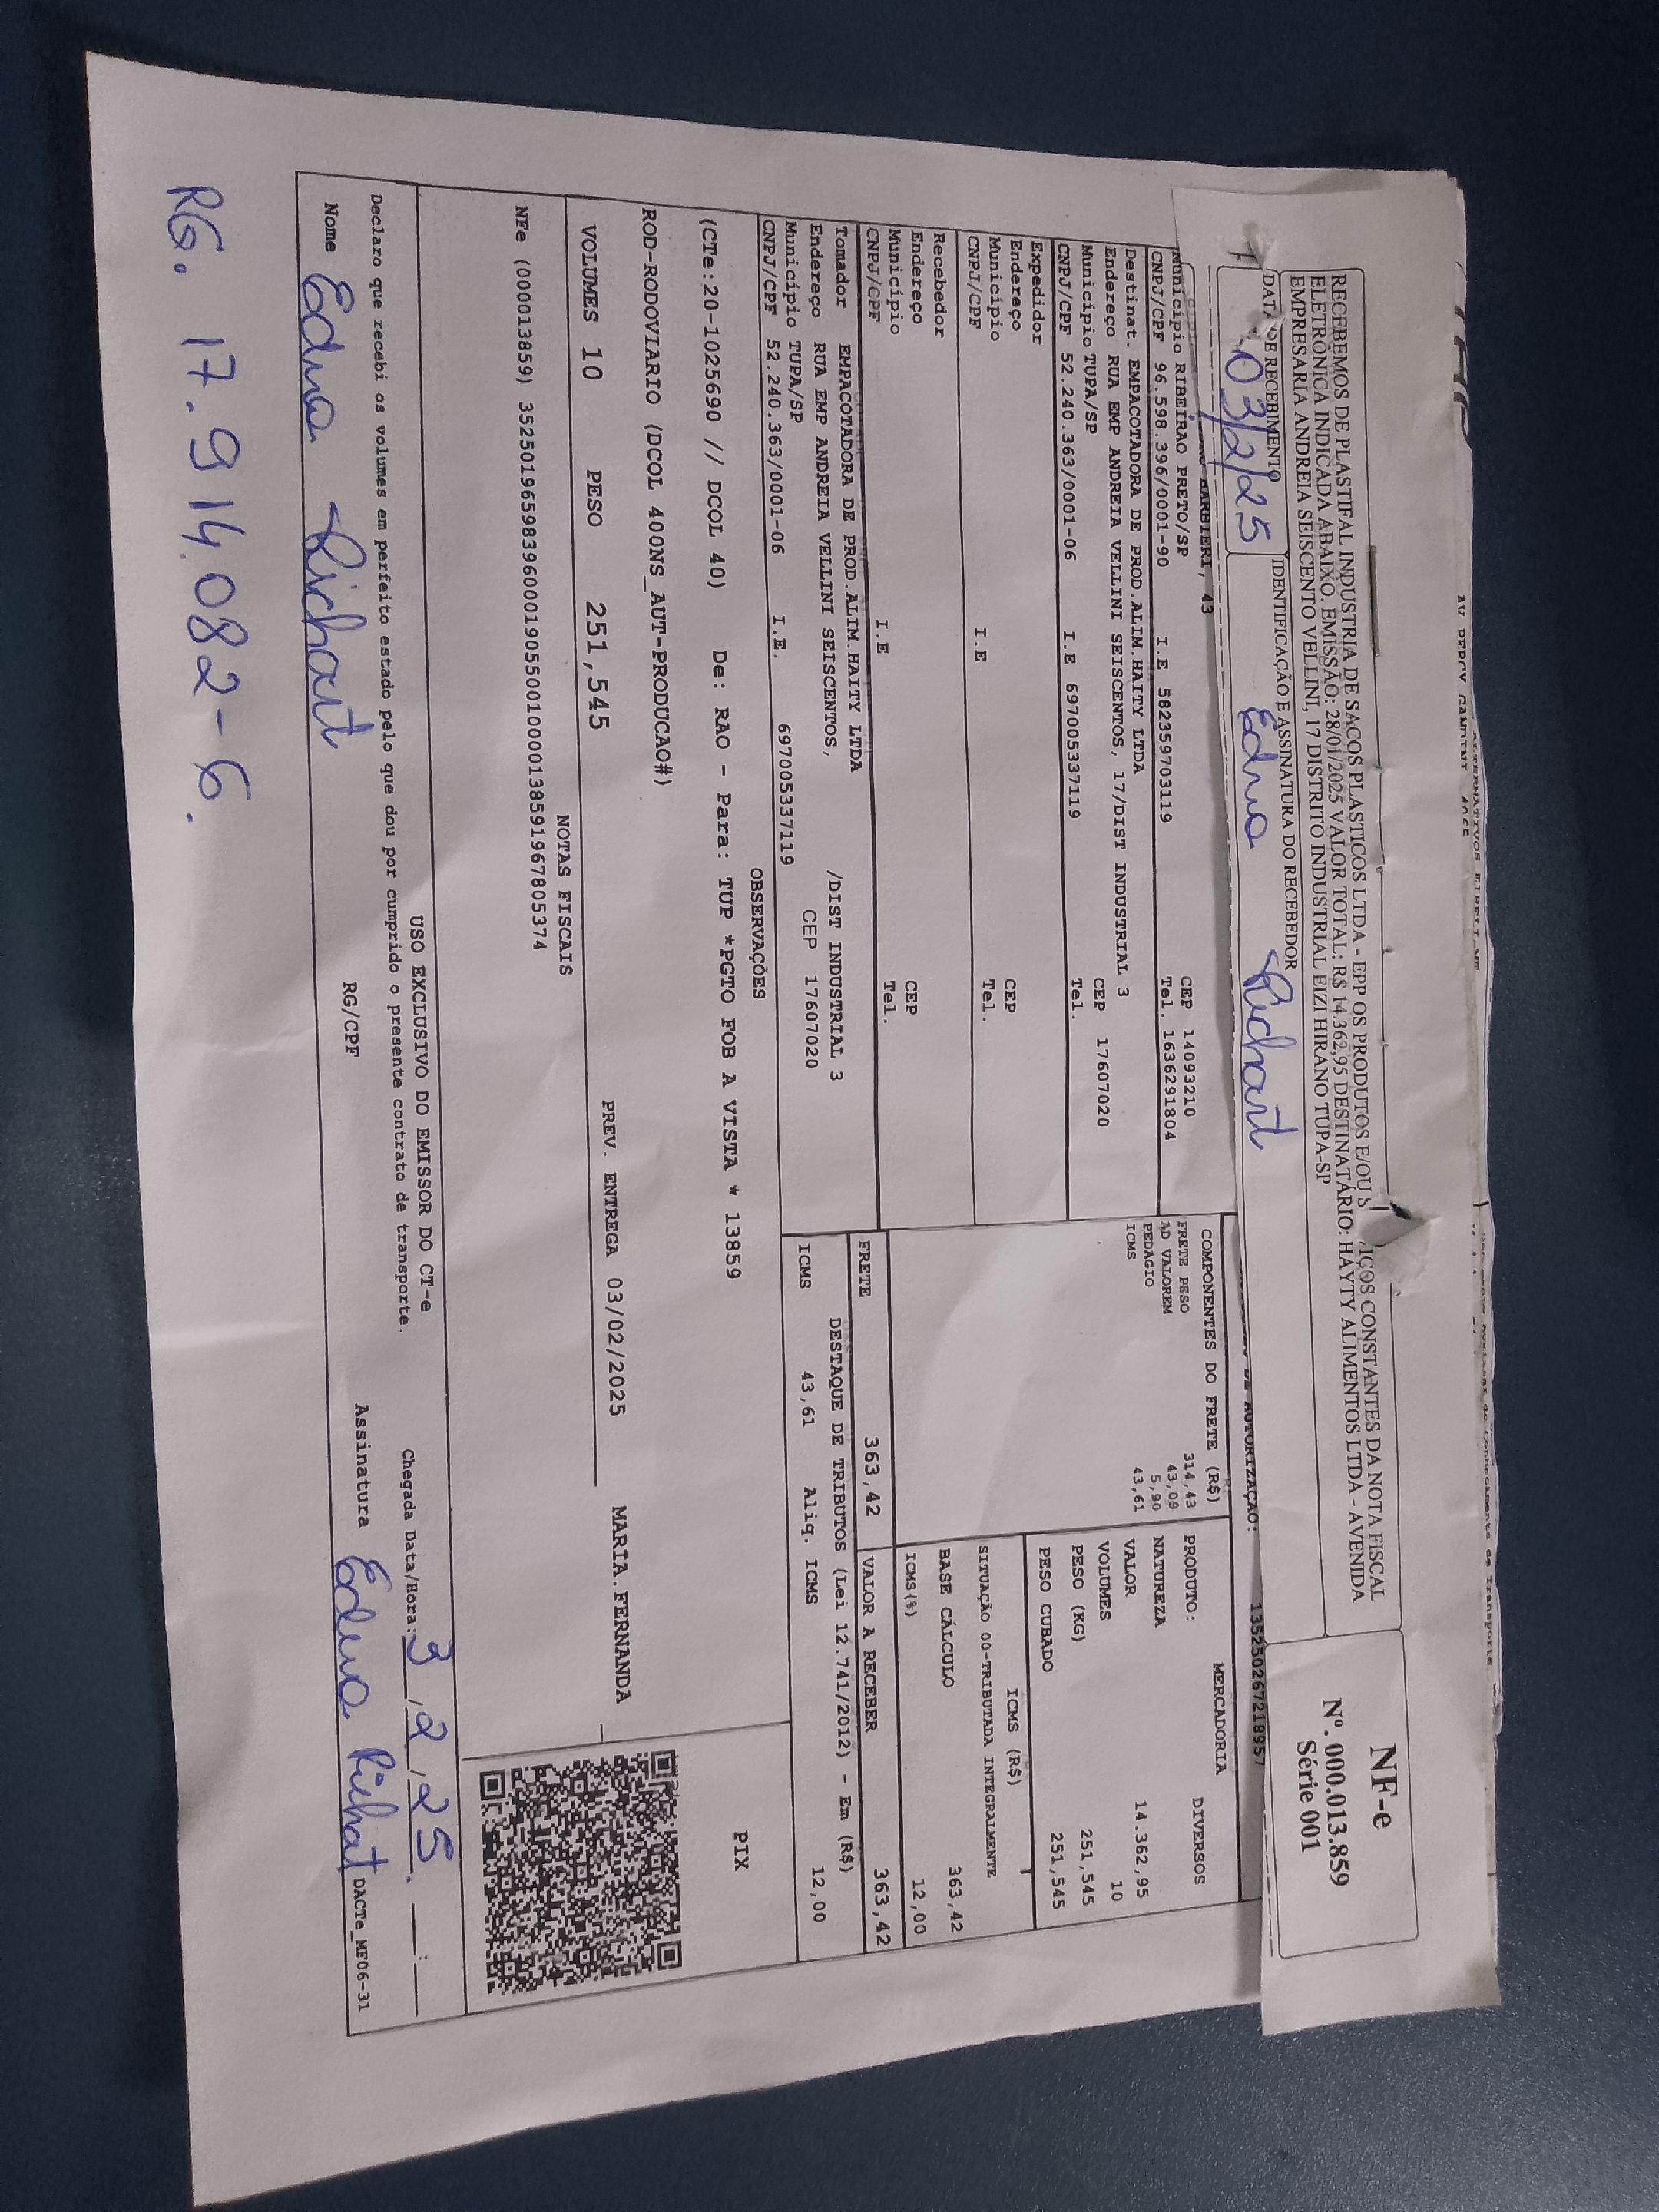 RECEBEMOS DE PLASTIFAL INDUSTRIA DE SACOS PLASTICOS LTDA - EPP OS PRODUTOS E/OU S IÇOS CONSTANTES DA NOTA FISCAL
ELETRÔNICA INDICADA ABAIXO. EMISSÃO: 28/01/2025 VALOR TOTAL: R$ 14.362,95 DESTINATÁRIO: HAYTY ALIMENTOS LTDA - AVENIDA
EMPRESARIA ANDREIA SEISCENTO VELLINI, 17 DISTRITO INDUSTRIAL EIZI HIRANO TUPA-SP
NF-e
Nº. 000.013.859
Série 001
DATA DE RECEBIMENTO
03/2/25
IDENTIFICAÇÃO E ASSINATURA DO RECEBEDOR
Edna Richart
BARBIERI, 43
DE AUTORIZAÇÃO: 135250267218957
Município RIBEIRAO PRETO/SP CEP 14093210
CNPJ/CPF 96.598.396/0001-90 I.E 582359703119 Tel. 1636291804
Destinat. EMPACOTADORA DE PROD.ALIM.HAITY LTDA
Endereço RUA EMP ANDREIA VELLINI SEISCENTOS, 17/DIST INDUSTRIAL 3
Município TUPA/SP CEP 17607020
CNPJ/CPF 52.240.363/0001-06 I.E 697005337119 Tel.
Expedidor
Endereço
Município CEP
CNPJ/CPF I.E Tel.
Recebedor
Endereço
Município CEP
CNPJ/CPF I.E Tel.
Tomador EMPACOTADORA DE PROD.ALIM.HAITY LTDA
Endereço RUA EMP ANDREIA VELLINI SEISCENTOS, /DIST INDUSTRIAL 3
Município TUPA/SP CEP 17607020
CNPJ/CPF 52.240.363/0001-06 I.E. 697005337119
COMPONENTES DO FRETE (R$)
FRETE PESO 314,43
AD VALOREM 43,09
PEDAGIO 5,90
ICMS 43,61
MERCADORIA
PRODUTO: DIVERSOS
NATUREZA
VALOR 14.362,95
VOLUMES 10
PESO (KG) 251,545
PESO CUBADO 251,545
ICMS (R$)
SITUAÇÃO 00-TRIBUTADA INTEGRALMENTE
BASE CÁLCULO 363,42
ICMS(%) 12,00
FRETE 363,42
VALOR A RECEBER 363,42
DESTAQUE DE TRIBUTOS (Lei 12.741/2012) - Em (R$)
ICMS 43,61 Aliq. ICMS 12,00
OBSERVAÇÕES
(CTe:20-1025690 // DCOL 40) De: RAO - Para: TUP *PGTO FOB A VISTA * 13859
ROD-RODOVIARIO (DCOL 400NS_AUT-PRODUCAO#)
PIX
VOLUMES 10 PESO 251,545 PREV. ENTREGA 03/02/2025 MARIA.FERNANDA
NOTAS FISCAIS
NFe (000013859) 35250196598396000190550010000138591967805374
USO EXCLUSIVO DO EMISSOR DO CT-e
Declaro que recebi os volumes em perfeito estado pelo que dou por cumprido o presente contrato de transporte. Chegada Data/Hora: 3, 2, 25. :
Nome Edna Richart RG/CPF Assinatura Edna Richart
DACTe_MF06-31
RG. 17.914.082-6.